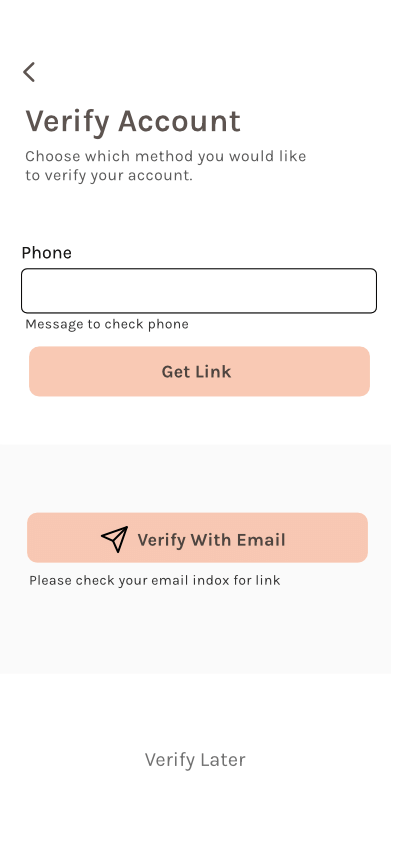 Verify Account
Choose which method you would like
to verify your account.
Phone
Message to check phone
Get Link
Verify With Email
Please check your email indox for link
Verify Later